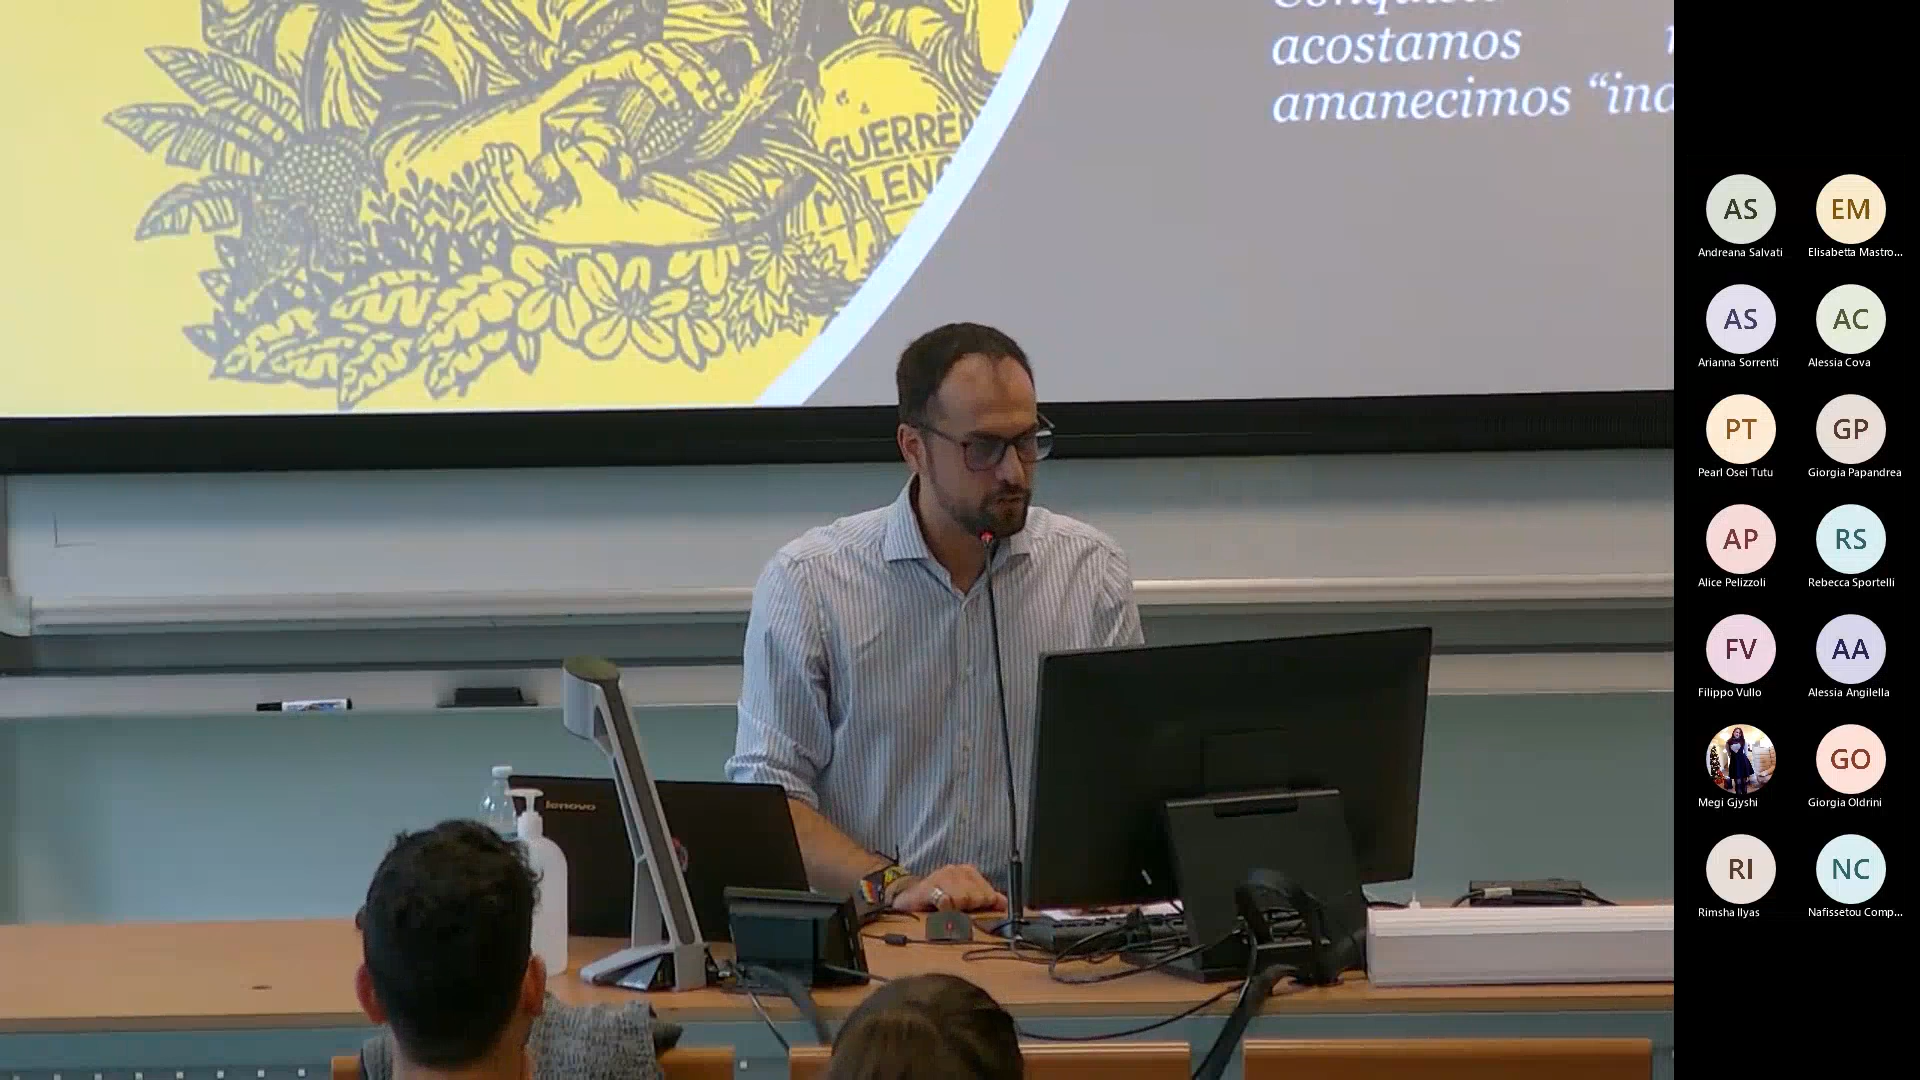 acostamos
amanecimos “ind
GUERRE
MILENA
lenovo
AS
Andreana Salvati
EM
Elisabetta Mastro...
AS
Arianna Sorrenti
AC
Alessia Cova
PT
Pearl Osei Tutu
GP
Giorgia Papandrea
AP
Alice Pelizzoli
RS
Rebecca Sportelli
FV
Filippo Vullo
AA
Alessia Angilella
Megi Gjyshi
GO
Giorgia Oldrini
RI
Rimsha Ilyas
NC
Nafissetou Comp...